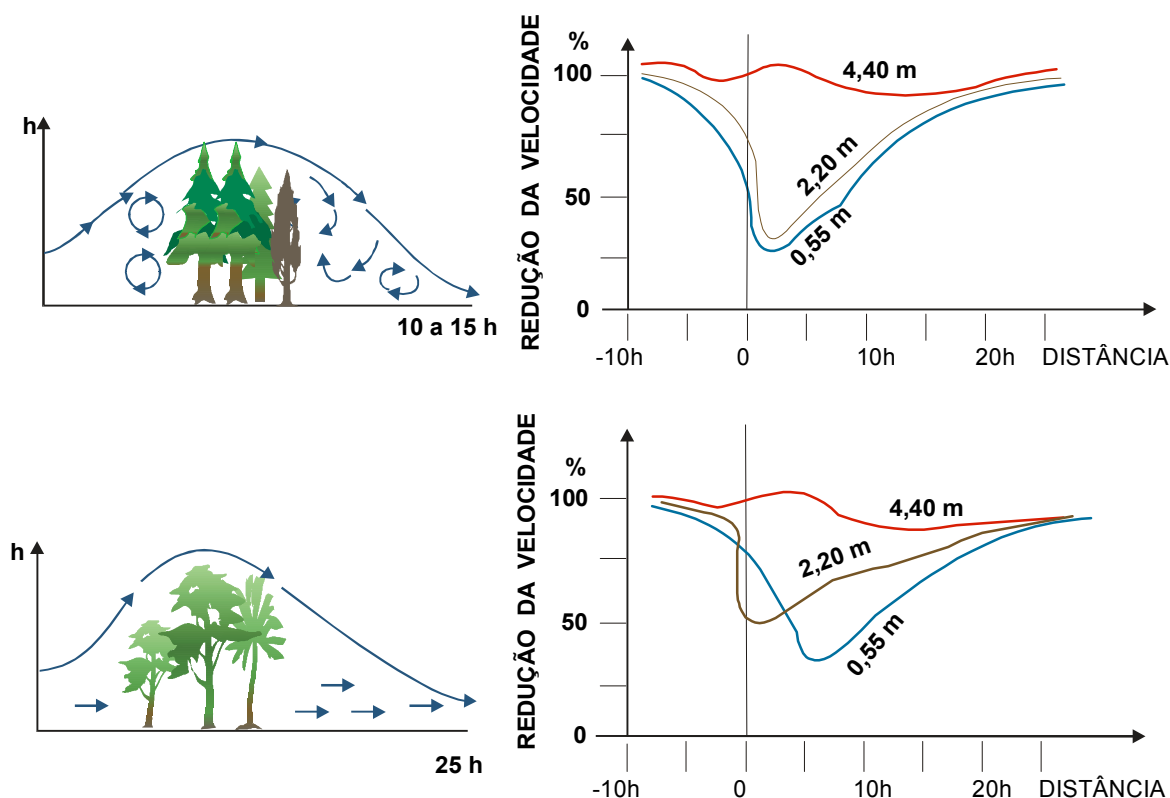 h
10 a 15 h
REDUÇÃO DA VELOCIDADE
%
100
50
0
4,40 m
2,20 m
0,55 m
-10h 0 10h 20h DISTÂNCIA
h
25 h
REDUÇÃO DA VELOCIDADE
%
100
50
0
4,40 m
2,20 m
0,55 m
-10h 0 10h 20h DISTÂNCIA